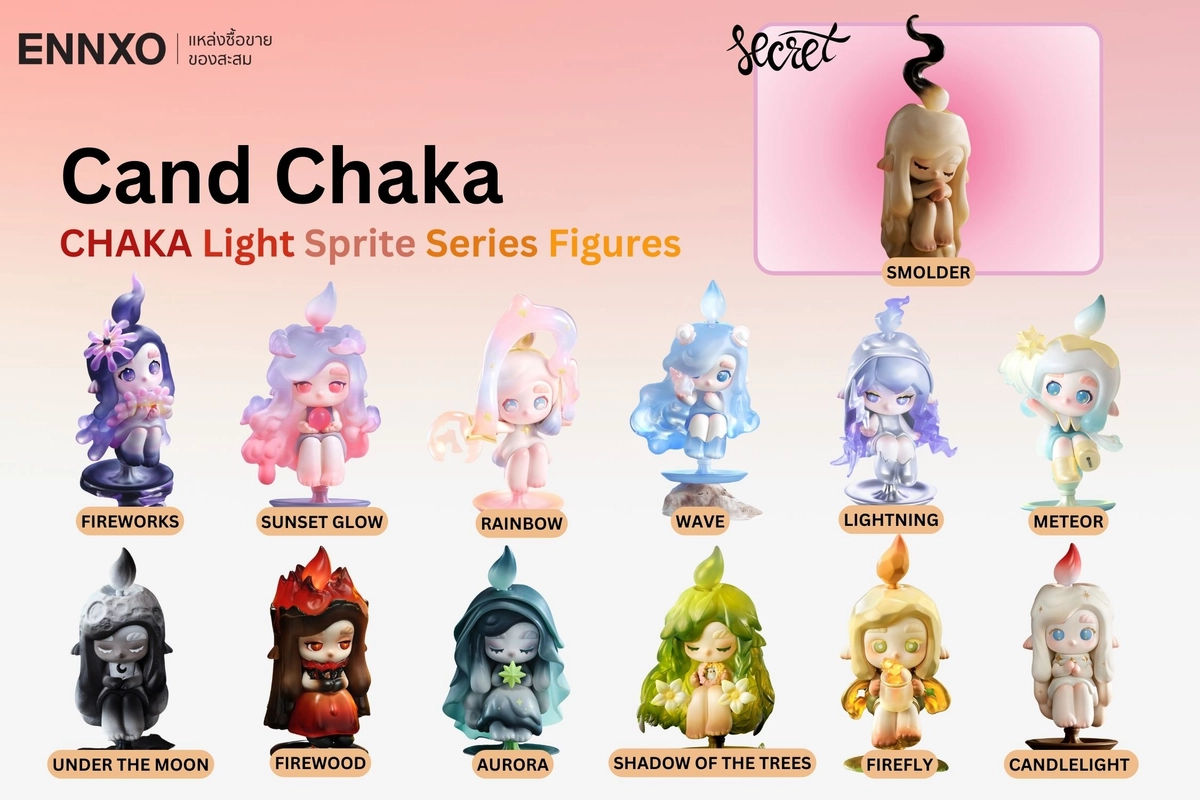 ENNXO
แหล่งซื้อขาย
ของสะสม
Secret
Cand Chaka
CHAKA Light Sprite Series Figures
SMOLDER
FIREWORKS
SUNSET GLOW
RAINBOW
WAVE
LIGHTNING
METEOR
UNDER THE MOON
FIREWOOD
AURORA
SHADOW OF THE TREES
FIREFLY
CANDLELIGHT